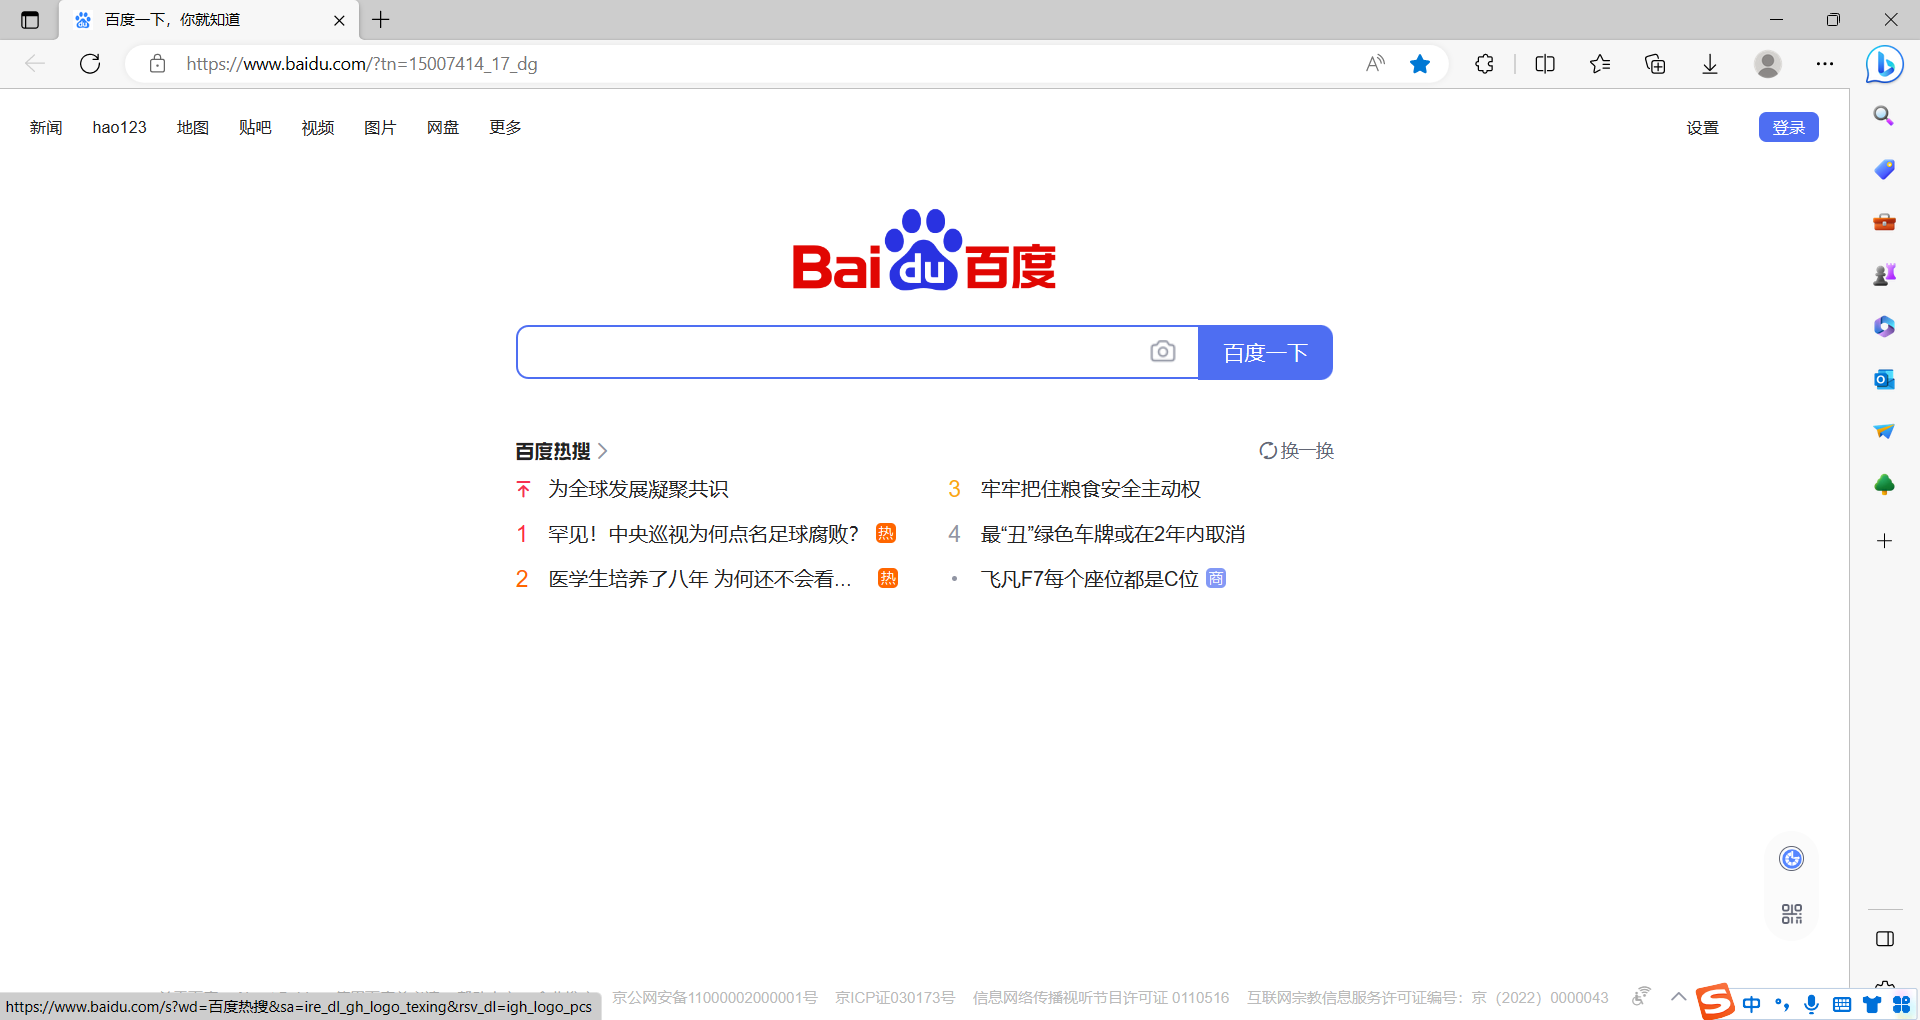 百度一下，你就知道
https://www.baidu.com/?tn=15007414_17_dg
新闻 hao123 地图 贴吧 视频 图片 网盘 更多 设置 登录
Bai du 百度
百度一下
百度热搜 换一换
为全球发展凝聚共识
1 罕见！中央巡视为何点名足球腐败？ 热
2 医学生培养了八年 为何还不会看... 热
3 牢牢把住粮食安全主动权
4 最“丑”绿色车牌或在2年内取消
飞凡F7每个座位都是C位 商
京公网安备11000002000001号 京ICP证030173号 信息网络传播视听节目许可证 0110516 互联网宗教信息服务许可证编号：京（2022）0000043
https://www.baidu.com/s?wd=百度热搜&sa=ire_dl_gh_logo_texing&rsv_dl=igh_logo_pcs
中